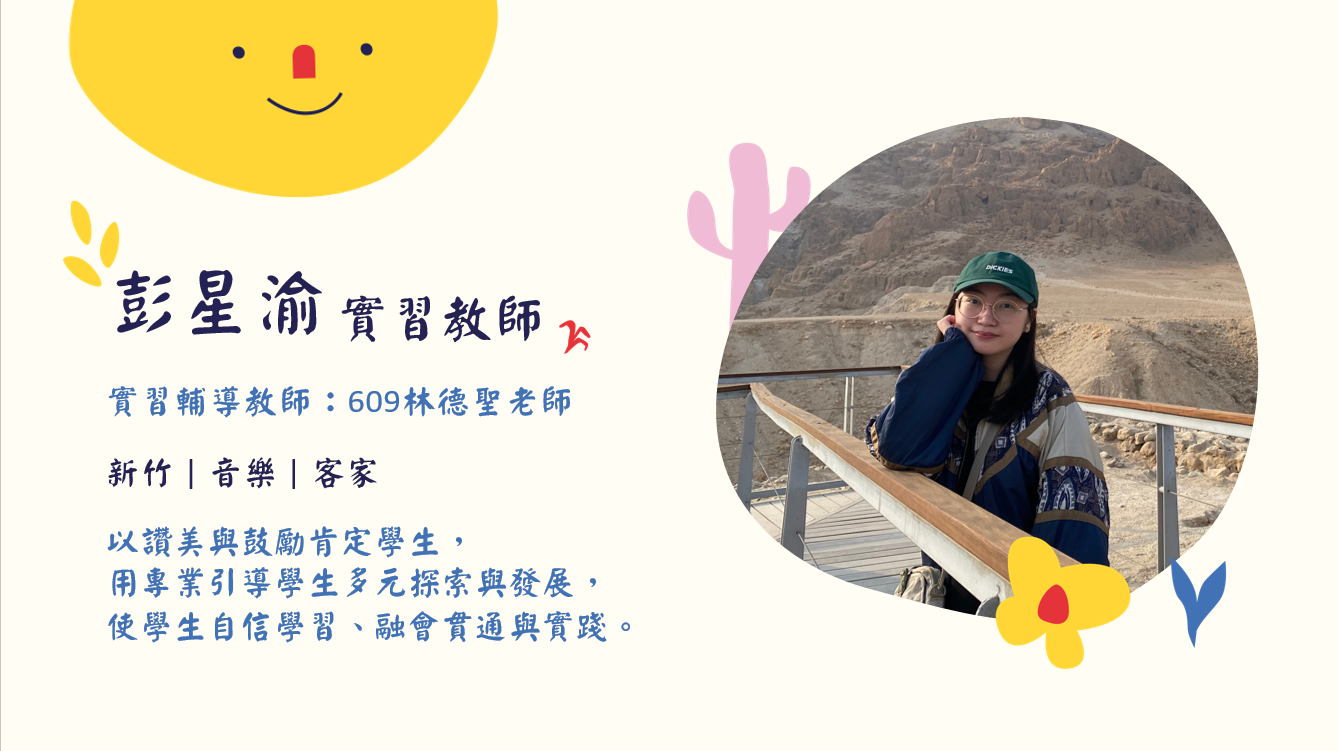 彭星渝 實習教師
實習輔導教師：609林德聖老師
新竹｜音樂｜客家
以讚美與鼓勵肯定學生，
用專業引導學生多元探索與發展，
使學生自信學習、融會貫通與實踐。
DICKIES